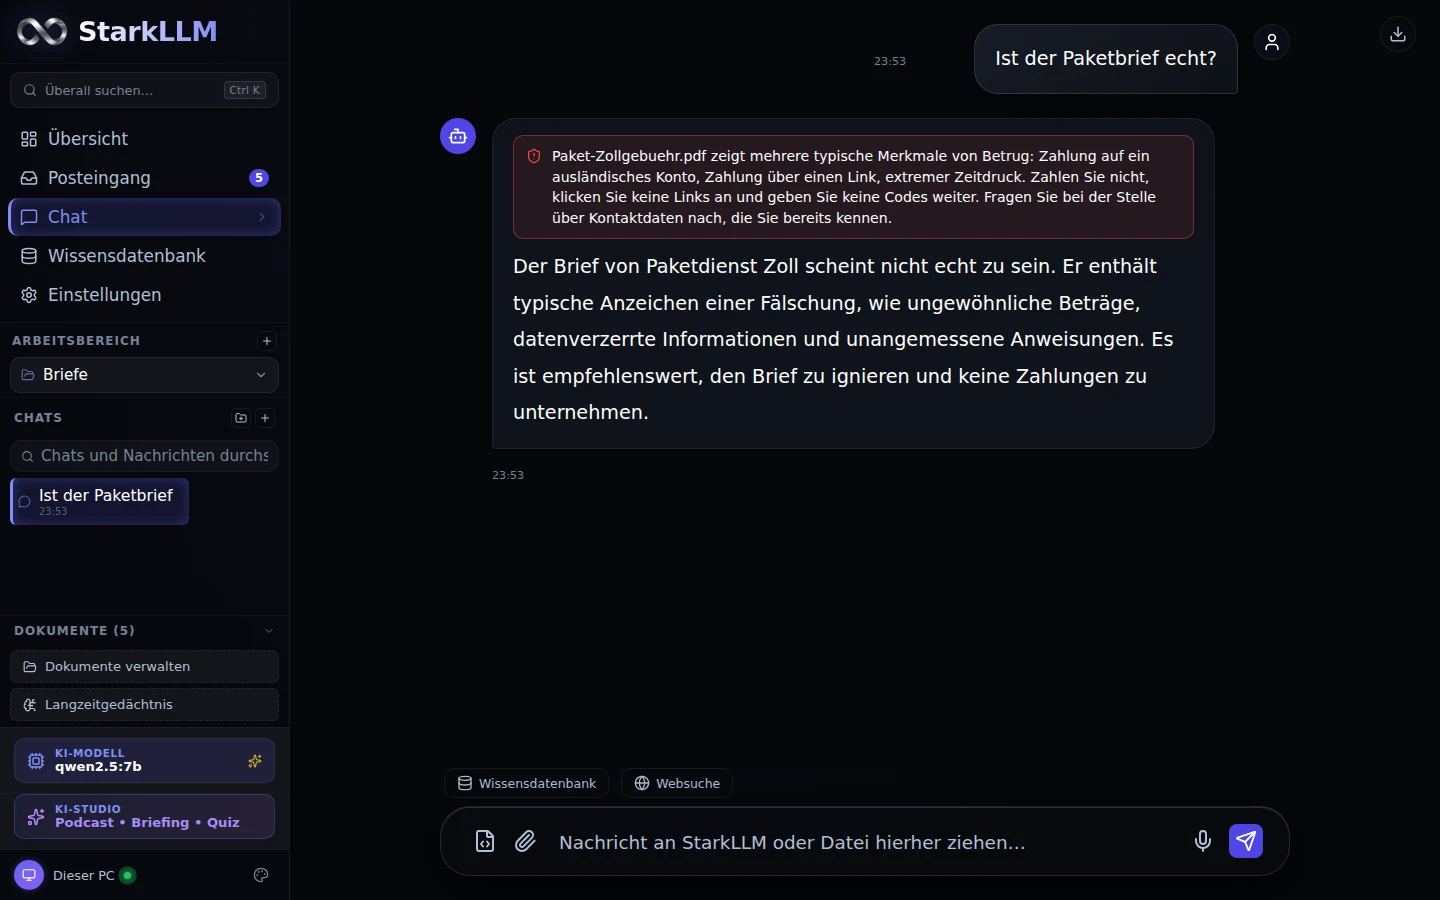 StarkLLM
Überall suchen...
Ctrl K
Übersicht
Posteingang
5
Chat
Wissensdatenbank
Einstellungen
ARBEITSBEREICH
Briefe
CHATS
Chats und Nachrichten durchs
Ist der Paketbrief
23:53
DOKUMENTE (5)
Dokumente verwalten
Langzeitgedächtnis
KI-MODELL
qwen2.5:7b
KI-STUDIO
Podcast • Briefing • Quiz
Dieser PC
23:53
Ist der Paketbrief echt?
Paket-Zollgebuehr.pdf zeigt mehrere typische Merkmale von Betrug: Zahlung auf ein
ausländisches Konto, Zahlung über einen Link, extremer Zeitdruck. Zahlen Sie nicht,
klicken Sie keine Links an und geben Sie keine Codes weiter. Fragen Sie bei der Stelle
über Kontaktdaten nach, die Sie bereits kennen.
Der Brief von Paketdienst Zoll scheint nicht echt zu sein. Er enthält
typische Anzeichen einer Fälschung, wie ungewöhnliche Beträge,
datenverzerrte Informationen und unangemessene Anweisungen. Es
ist empfehlenswert, den Brief zu ignieren und keine Zahlungen zu
unternehmen.
23:53
Wissensdatenbank
Websuche
Nachricht an StarkLLM oder Datei hierher ziehen...